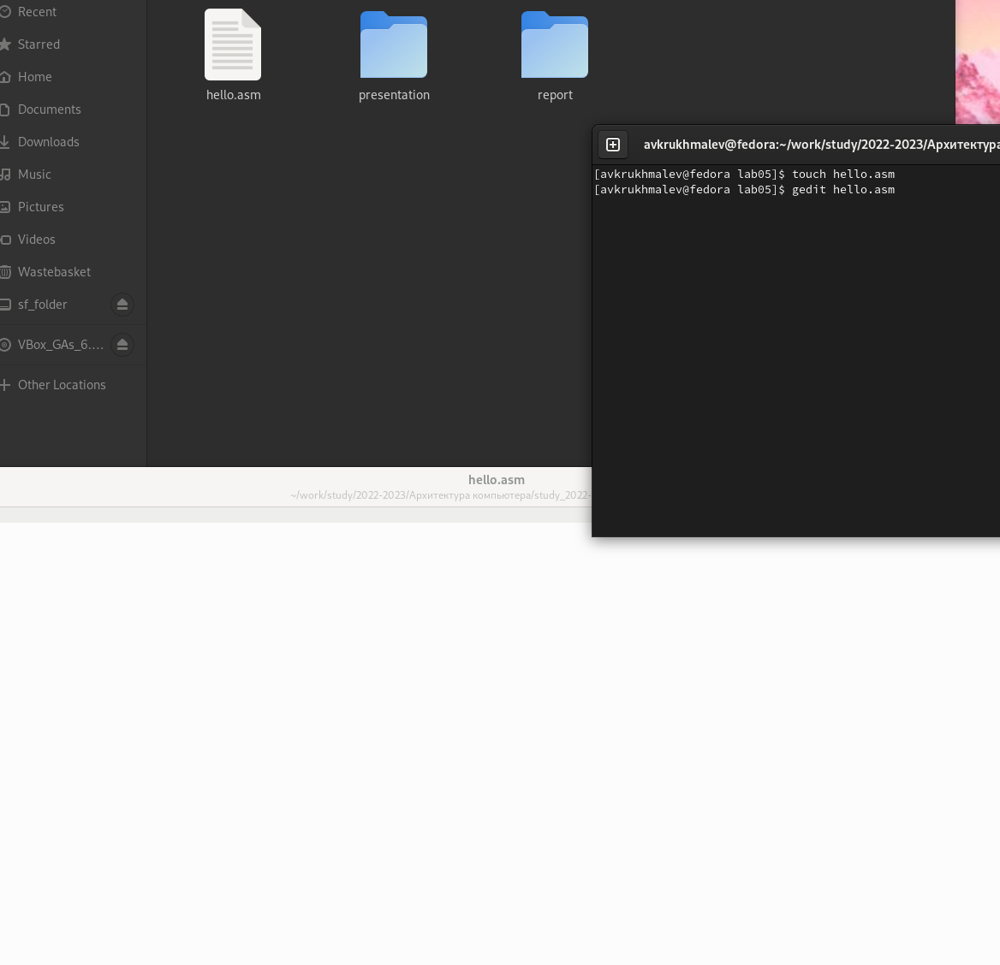 Recent
Starred
Home
Documents
Downloads
Music
Pictures
Videos
Wastebasket
sf_folder
VBox_GAs_6....
Other Locations
hello.asm
presentation
report
avkrukhmalev@fedora:~/work/study/2022-2023/Архитектура
[avkrukhmalev@fedora lab05]$ touch hello.asm
[avkrukhmalev@fedora lab05]$ gedit hello.asm
hello.asm
~/work/study/2022-2023/Архитектура компьютера/study_2022-